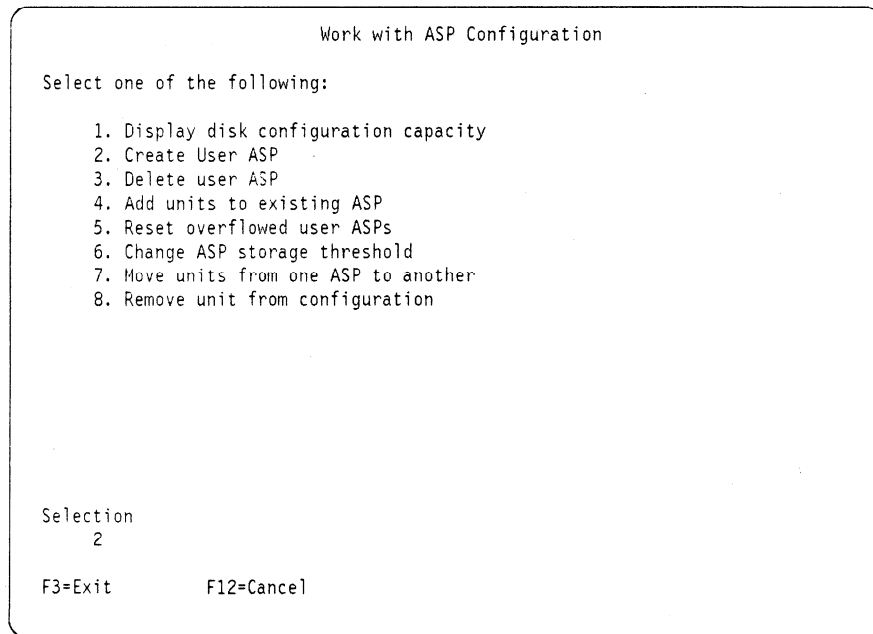 Work with ASP Configuration
Select one of the following:
1. Display disk configuration capacity
2. Create User ASP
3. Delete user ASP
4. Add units to existing ASP
5. Reset overflowed user ASPs
6. Change ASP storage threshold
7. Move units from one ASP to another
8. Remove unit from configuration
Selection
2
F3=Exit F12=Cancel